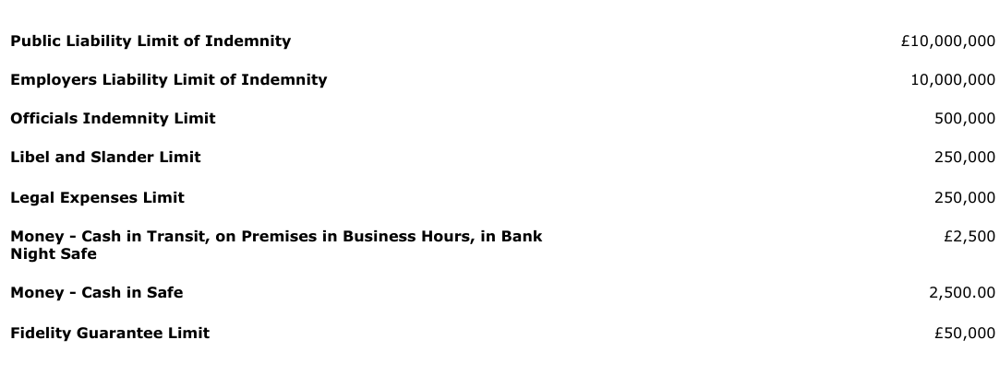 Public Liability Limit of Indemnity £10,000,000
Employers Liability Limit of Indemnity 10,000,000
Officials Indemnity Limit 500,000
Libel and Slander Limit 250,000
Legal Expenses Limit 250,000
Money - Cash in Transit, on Premises in Business Hours, in Bank £2,500
Night Safe
Money - Cash in Safe 2,500.00
Fidelity Guarantee Limit £50,000